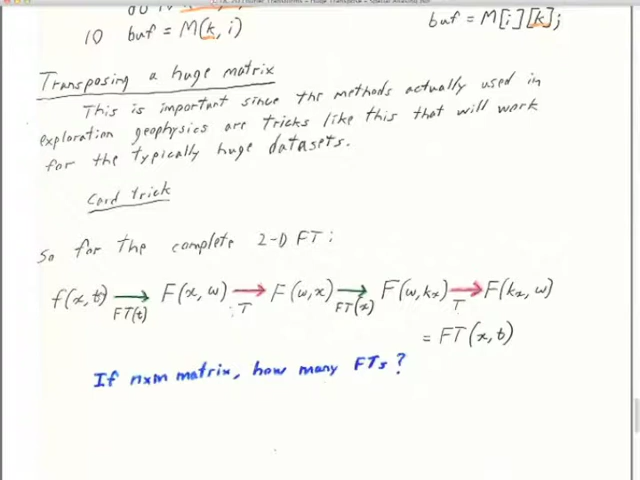 10 buf = M(k, i)
buf = M[i][k];
Transposing a huge matrix
This is important since the methods actually used in
exploration geophysics are tricks like this that will work
for the typically huge datasets.
Card trick
So for the complete 2-D FT:
f(x,t) → F(x, w) → F(w,x) → F(w,kx) → F(kx, w)
FT(t) T FT(x) T
= FT(x,t)
If nxm matrix, how many FTs?